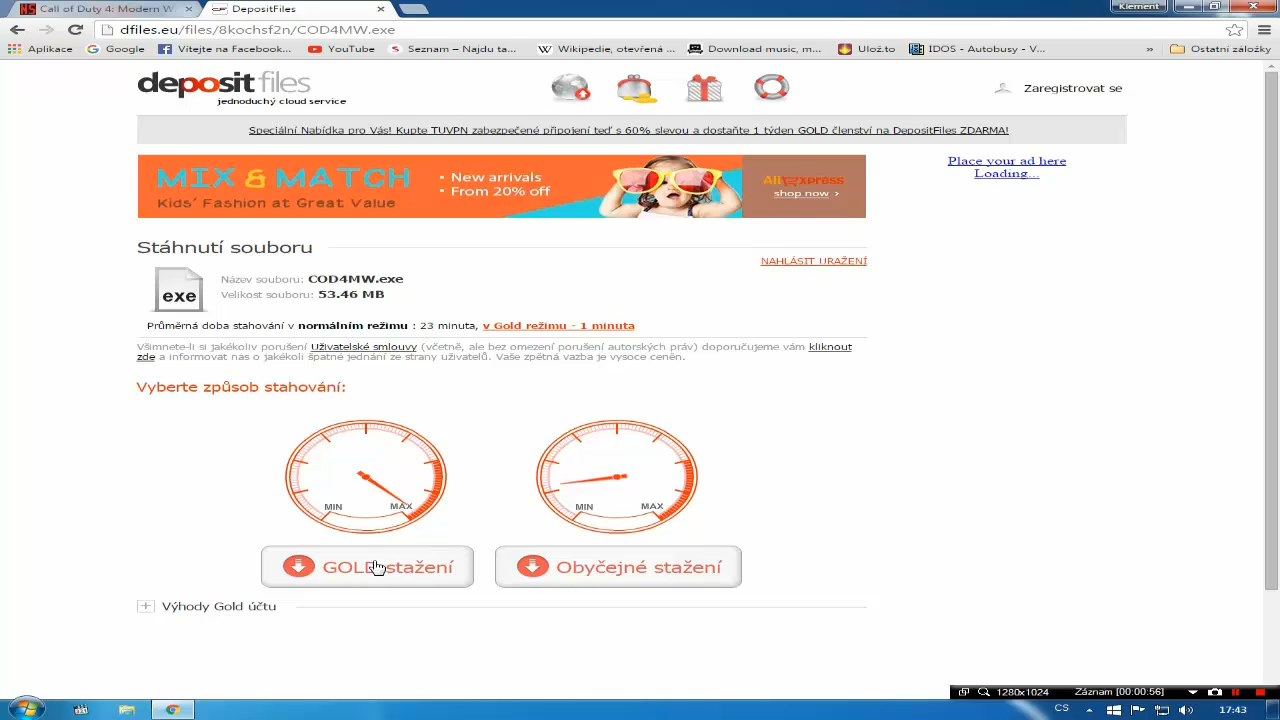 Call of Duty 4: Modern W
DepositFiles
Klement
dfiles.eu/files/8kochsf2n/COD4MW.exe
Aplikace
Google
Vítejte na Facebook...
YouTube
Seznam – Najdu ta...
Wikipedie, otevřená ...
Download music, m...
Ulož.to
IDOS - Autobusy - V...
»
Ostatní záložky
depositfiles
jednoduchý cloud service
Zaregistrovat se
Speciální Nabídka pro Vás! Kupte TUVPN zabezpečené připojení teď s 60% slevou a dostaňte 1 týden GOLD členství na DepositFiles ZDARMA!
MIX & MATCH
Kids' Fashion at Great Value
• New arrivals
• From 20% off
AliExpress
shop now ›
Place your ad here
Loading...
Stáhnutí souboru
NAHLÁSIT URAŽENÍ
exe
Název souboru: COD4MW.exe
Velikost souboru: 53.46 MB
Průměrná doba stahování v normálním režimu : 23 minuta, v Gold režimu - 1 minuta
Všimnete-li si jakékoliv porušení Uživatelské smlouvy (včetně, ale bez omezení porušení autorských práv) doporučujeme vám kliknout
zde a informovat nas o jakékoli špatné jednání ze strany uživatelů. Vaše zpětná vazba je vysoce ceněn.
Vyberte způsob stahování:
MIN
MAX
MIN
MAX
GOLD stažení
Obyčejné stažení
Výhody Gold účtu
1280x1024
Záznam [00:00.56]
CS
17:43